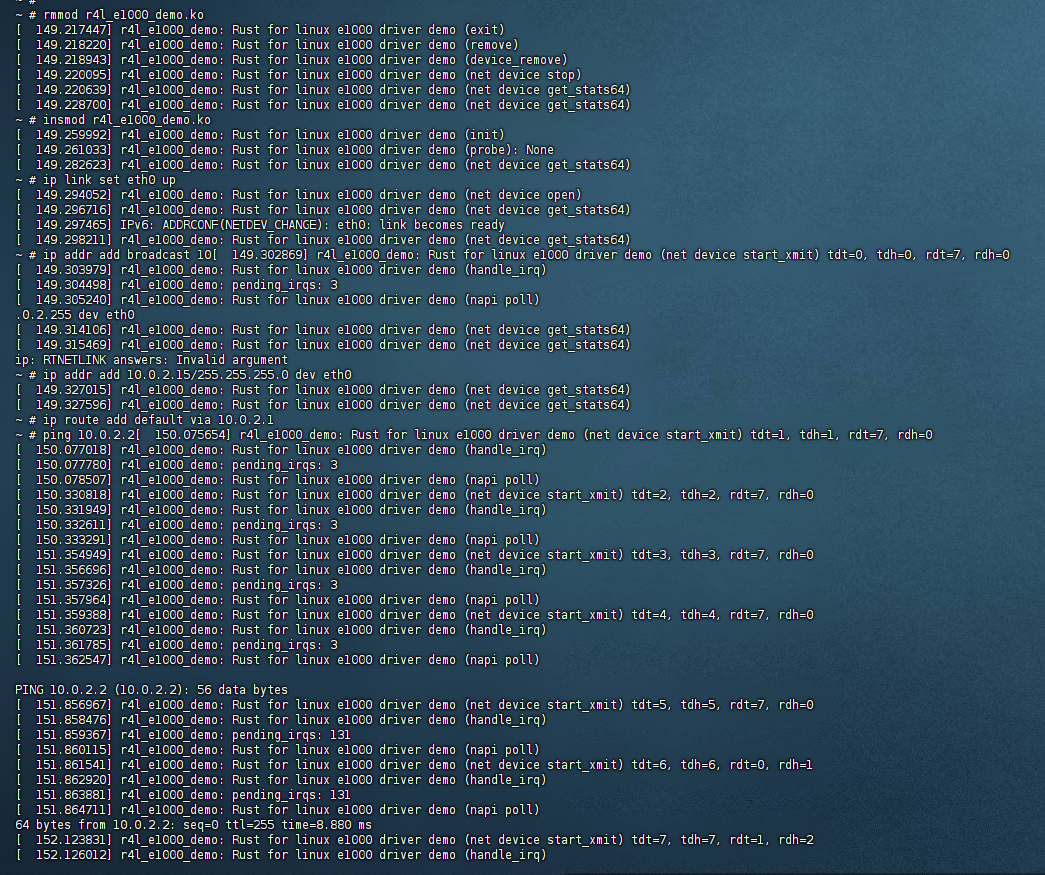 ~ #
~ # rmmod r4l_e1000_demo.ko
[  149.217447] r4l_e1000_demo: Rust for linux e1000 driver demo (exit)
[  149.218220] r4l_e1000_demo: Rust for linux e1000 driver demo (remove)
[  149.218943] r4l_e1000_demo: Rust for linux e1000 driver demo (device_remove)
[  149.220095] r4l_e1000_demo: Rust for linux e1000 driver demo (net device stop)
[  149.220639] r4l_e1000_demo: Rust for linux e1000 driver demo (net device get_stats64)
[  149.228700] r4l_e1000_demo: Rust for linux e1000 driver demo (net device get_stats64)
~ # insmod r4l_e1000_demo.ko
[  149.259992] r4l_e1000_demo: Rust for linux e1000 driver demo (init)
[  149.261033] r4l_e1000_demo: Rust for linux e1000 driver demo (probe): None
[  149.282623] r4l_e1000_demo: Rust for linux e1000 driver demo (net device get_stats64)
~ # ip link set eth0 up
[  149.294052] r4l_e1000_demo: Rust for linux e1000 driver demo (net device open)
[  149.296716] r4l_e1000_demo: Rust for linux e1000 driver demo (net device get_stats64)
[  149.297465] IPv6: ADDRCONF(NETDEV_CHANGE): eth0: link becomes ready
[  149.298211] r4l_e1000_demo: Rust for linux e1000 driver demo (net device get_stats64)
~ # ip addr add broadcast 10[  149.302869] r4l_e1000_demo: Rust for linux e1000 driver demo (net device start_xmit) tdt=0, tdh=0, rdt=7, rdh=0
[  149.303979] r4l_e1000_demo: Rust for linux e1000 driver demo (handle_irq)
[  149.304498] r4l_e1000_demo: pending_irqs: 3
[  149.305240] r4l_e1000_demo: Rust for linux e1000 driver demo (napi poll)
.0.2.255 dev eth0
[  149.314106] r4l_e1000_demo: Rust for linux e1000 driver demo (net device get_stats64)
[  149.315469] r4l_e1000_demo: Rust for linux e1000 driver demo (net device get_stats64)
ip: RTNETLINK answers: Invalid argument
~ # ip addr add 10.0.2.15/255.255.255.0 dev eth0
[  149.327015] r4l_e1000_demo: Rust for linux e1000 driver demo (net device get_stats64)
[  149.327596] r4l_e1000_demo: Rust for linux e1000 driver demo (net device get_stats64)
~ # ip route add default via 10.0.2.1
~ # ping 10.0.2.2[  150.075654] r4l_e1000_demo: Rust for linux e1000 driver demo (net device start_xmit) tdt=1, tdh=1, rdt=7, rdh=0
[  150.077018] r4l_e1000_demo: Rust for linux e1000 driver demo (handle_irq)
[  150.077780] r4l_e1000_demo: pending_irqs: 3
[  150.078507] r4l_e1000_demo: Rust for linux e1000 driver demo (napi poll)
[  150.330818] r4l_e1000_demo: Rust for linux e1000 driver demo (net device start_xmit) tdt=2, tdh=2, rdt=7, rdh=0
[  150.331949] r4l_e1000_demo: Rust for linux e1000 driver demo (handle_irq)
[  150.332611] r4l_e1000_demo: pending_irqs: 3
[  150.333291] r4l_e1000_demo: Rust for linux e1000 driver demo (napi poll)
[  151.354949] r4l_e1000_demo: Rust for linux e1000 driver demo (net device start_xmit) tdt=3, tdh=3, rdt=7, rdh=0
[  151.356696] r4l_e1000_demo: Rust for linux e1000 driver demo (handle_irq)
[  151.357326] r4l_e1000_demo: pending_irqs: 3
[  151.357964] r4l_e1000_demo: Rust for linux e1000 driver demo (napi poll)
[  151.359388] r4l_e1000_demo: Rust for linux e1000 driver demo (net device start_xmit) tdt=4, tdh=4, rdt=7, rdh=0
[  151.360723] r4l_e1000_demo: Rust for linux e1000 driver demo (handle_irq)
[  151.361785] r4l_e1000_demo: pending_irqs: 3
[  151.362547] r4l_e1000_demo: Rust for linux e1000 driver demo (napi poll)
PING 10.0.2.2 (10.0.2.2): 56 data bytes
[  151.856967] r4l_e1000_demo: Rust for linux e1000 driver demo (net device start_xmit) tdt=5, tdh=5, rdt=7, rdh=0
[  151.858476] r4l_e1000_demo: Rust for linux e1000 driver demo (handle_irq)
[  151.859367] r4l_e1000_demo: pending_irqs: 131
[  151.860115] r4l_e1000_demo: Rust for linux e1000 driver demo (napi poll)
[  151.861541] r4l_e1000_demo: Rust for linux e1000 driver demo (net device start_xmit) tdt=6, tdh=6, rdt=0, rdh=1
[  151.862920] r4l_e1000_demo: Rust for linux e1000 driver demo (handle_irq)
[  151.863881] r4l_e1000_demo: pending_irqs: 131
[  151.864711] r4l_e1000_demo: Rust for linux e1000 driver demo (napi poll)
64 bytes from 10.0.2.2: seq=0 ttl=255 time=8.880 ms
[  152.123831] r4l_e1000_demo: Rust for linux e1000 driver demo (net device start_xmit) tdt=7, tdh=7, rdt=1, rdh=2
[  152.126012] r4l_e1000_demo: Rust for linux e1000 driver demo (handle_irq)